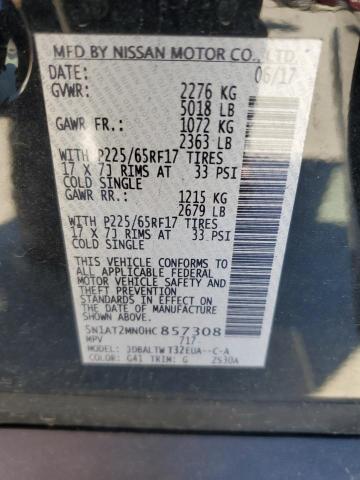 MFD BY NISSAN MOTOR CO., LTD.
DATE: 06/17
GVWR: 2276 KG
5018 LB
GAWR FR.: 1072 KG
2363 LB
WITH P225/65RF17 TIRES
17 X 7J RIMS AT 33 PSI
COLD SINGLE
GAWR RR.: 1215 KG
2679 LB
WITH P225/65RF17 TIRES
17 X 7J RIMS AT 33 PSI
COLD SINGLE
THIS VEHICLE CONFORMS TO
ALL APPLICABLE FEDERAL
MOTOR VEHICLE SAFETY AND
THEFT PREVENTION STANDARDS
IN EFFECT ON THE DATE OF
MANUFACTURE SHOWN ABOVE.
5N1AT2MN0HC857308
MPV 717
JDBALTW T32EUA--C-A
COLOR: G41 TRIM: G 2S30A